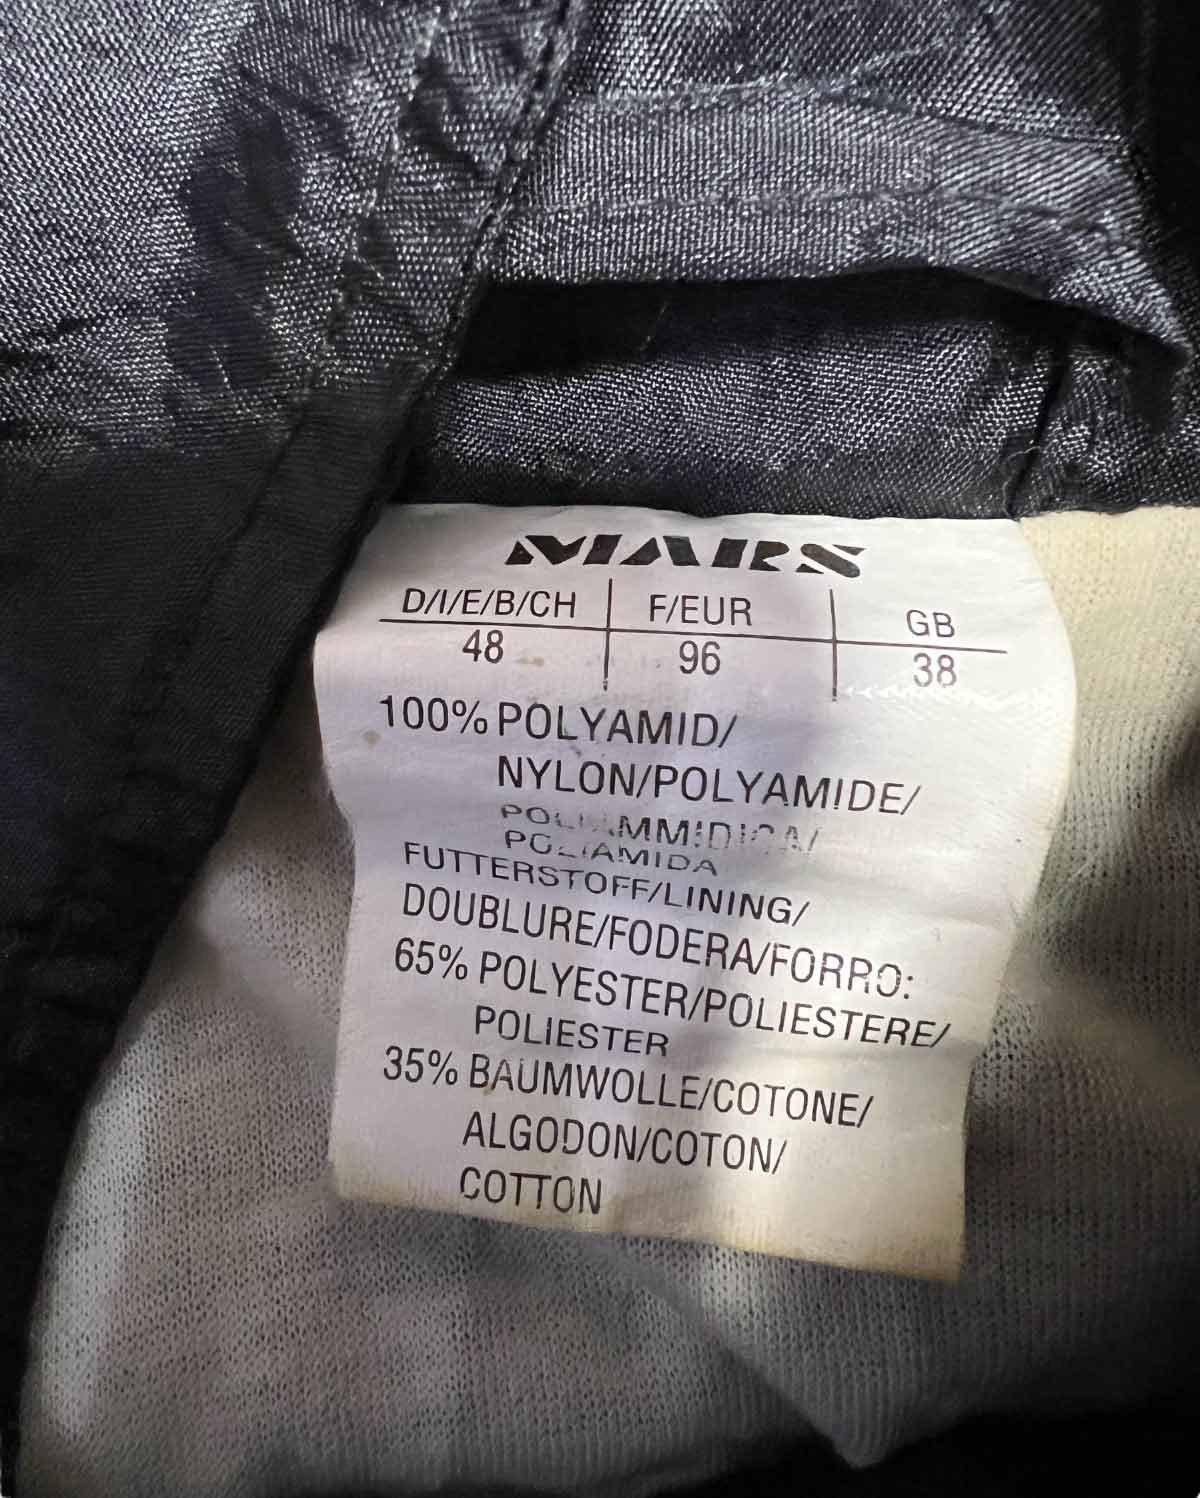 MARS
D/I/E/B/CH F/EUR GB
48 96 38
100% POLYAMID/
NYLON/POLYAMIDE/
POLIAMIDA
FUTTERSTOFF/LINING/
DOUBLURE/FODERA/FORRO:
65% POLYESTER/POLIESTERE/
POLIESTER
35% BAUMWOLLE/COTONE/
ALGODON/COTON/
COTTON